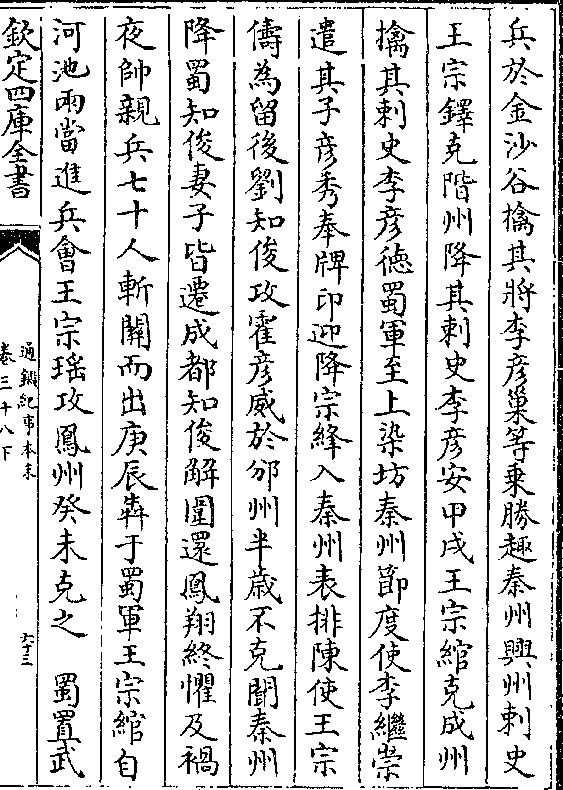 兵於金沙谷擒其將李彦巢等乗勝趣秦州興州刺史
王宗鐸克階州降其刺史李彦安甲戌王宗綰克成州
擒其刺史李彦徳蜀軍至上染坊秦州節度使李繼崇
遣其子彦秀奉牌印迎降宗絳入秦州表排陳使王宗
儔為留後劉知俊攻霍彦威於邠州半歳不克聞秦州
降蜀知俊妻子皆遷成都知俊解圍還鳳翔終懼及禍
夜帥親兵七十人斬關而出庚辰犇于蜀軍王宗綰自
河池兩當進兵會王宗瑶攻鳳州癸未克之　蜀置武
欽定四庫全書
通鑑紀事本末
卷三十八下
六十三